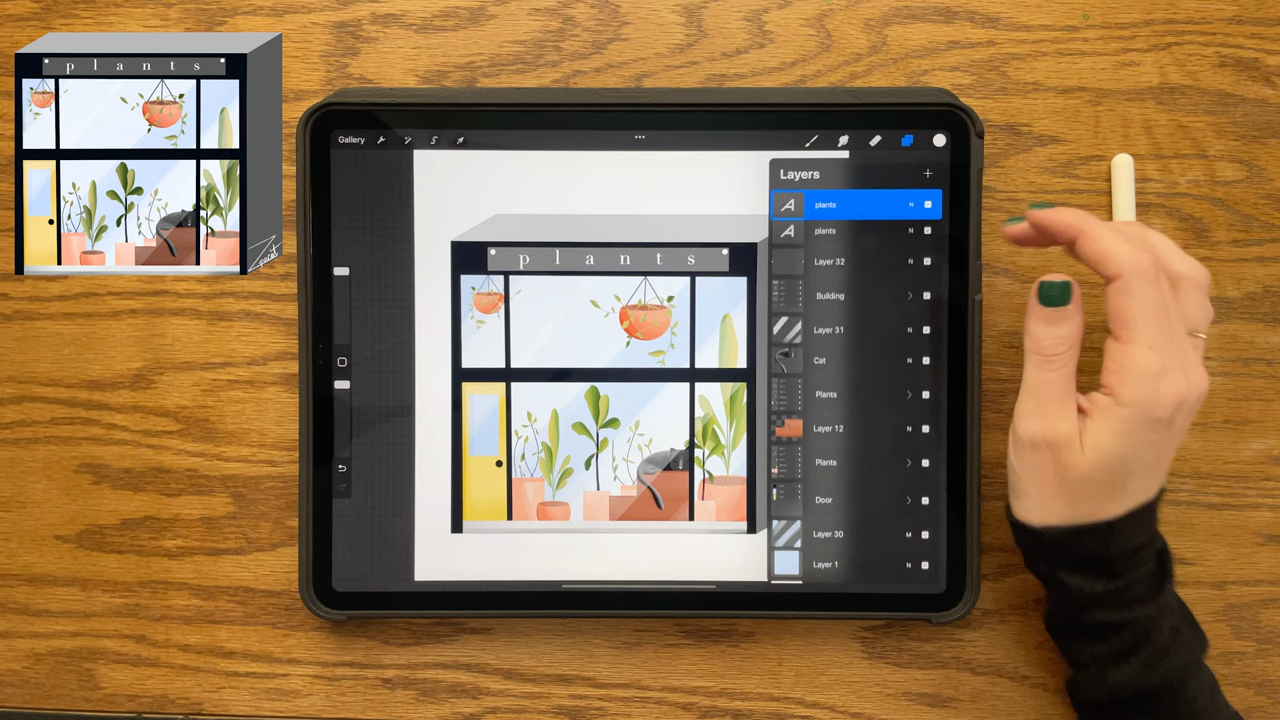 p l a n t s
Gallery
Layers
plants N
plants N
Layer 32 N
Building
Layer 31 N
Cat N
Plants
Layer 12 N
Plants
Door
Layer 30 M
Layer 1 N
p l a n t s